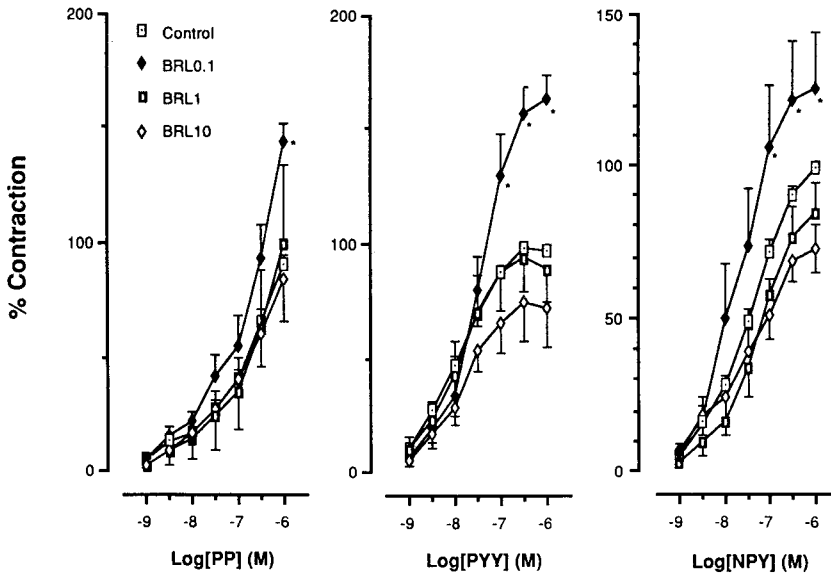 % Contraction
200
100
0
Control
BRL0.1
BRL1
BRL10
*
-9 -8 -7 -6
Log[PP] (M)
200
100
0
* * *
-9 -8 -7 -6
Log[PYY] (M)
150
100
50
0
* * *
-9 -8 -7 -6
Log[NPY] (M)